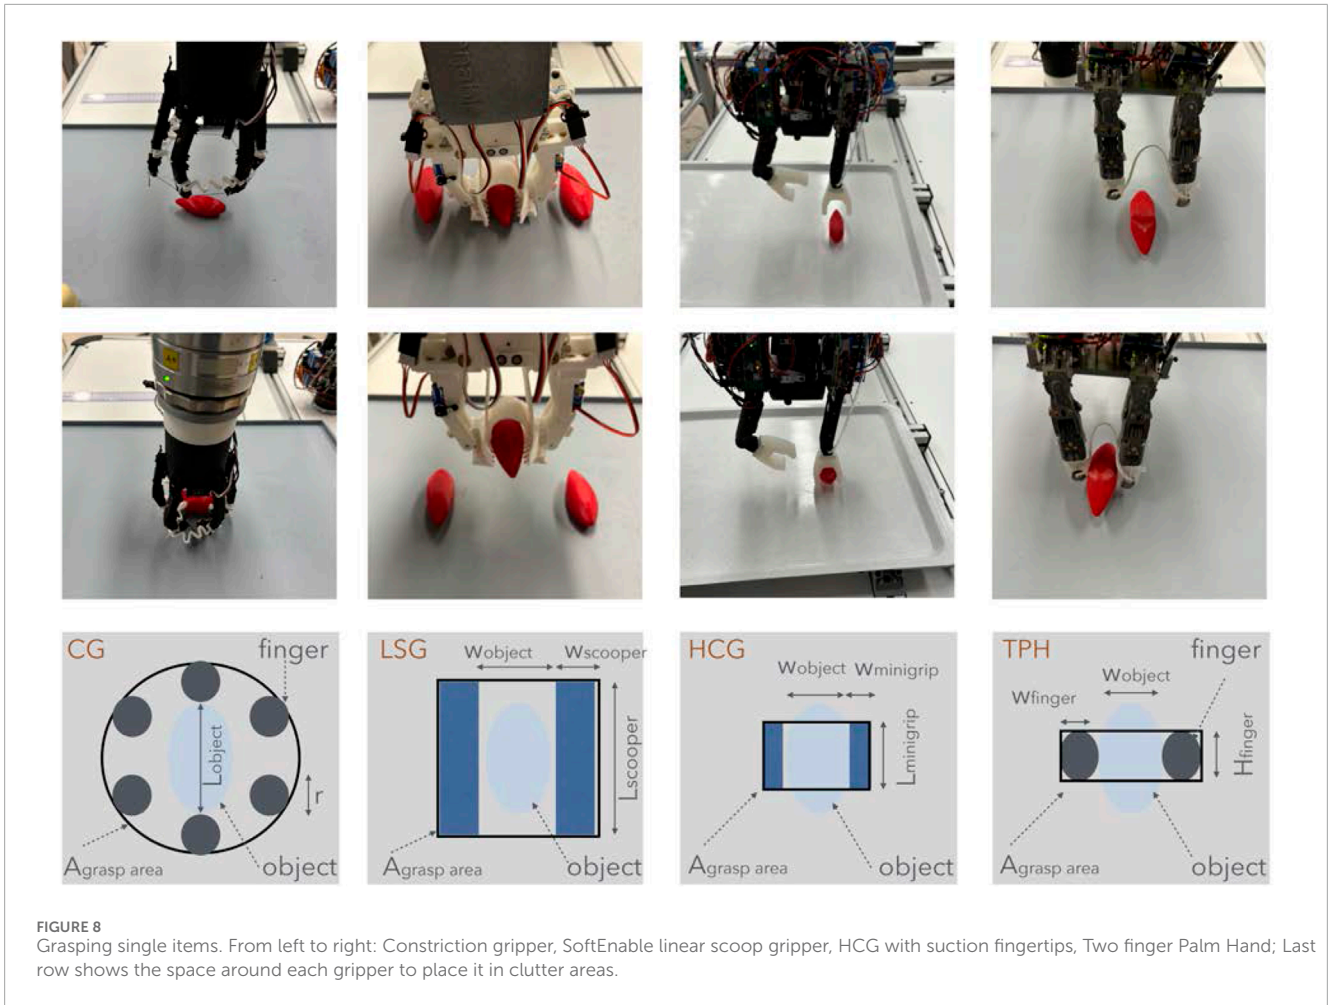 CG
finger
Lobject
r
Agrasp area
object
LSG
wobject
wscooper
Lscooper
Agrasp area
object
HCG
wobject
wminigrip
Lminigrip
Agrasp area
object
TPH
finger
wobject
wfinger
Hfinger
Agrasp area
object
FIGURE 8
Grasping single items. From left to right: Constriction gripper, SoftEnable linear scoop gripper, HCG with suction fingertips, Two finger Palm Hand; Last
row shows the space around each gripper to place it in clutter areas.